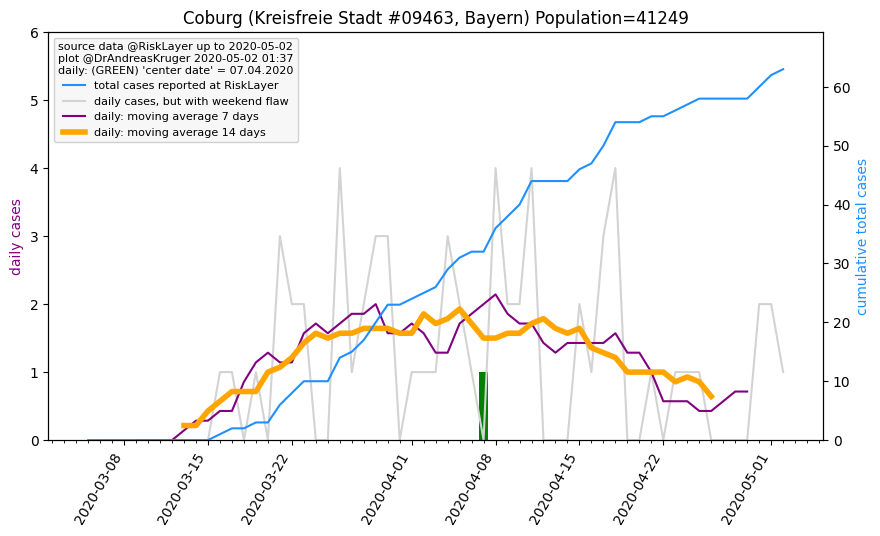 Coburg (Kreisfreie Stadt #09463, Bayern) Population=41249
source data @RiskLayer up to 2020-05-02
plot @DrAndreasKruger 2020-05-02 01:37
daily: (GREEN) 'center date' = 07.04.2020
total cases reported at RiskLayer
daily cases, but with weekend flaw
daily: moving average 7 days
daily: moving average 14 days
daily cases
6
5
4
3
2
1
0
cumulative total cases
60
50
40
30
20
10
0
2020-03-08
2020-03-15
2020-03-22
2020-04-01
2020-04-08
2020-04-15
2020-04-22
2020-05-01